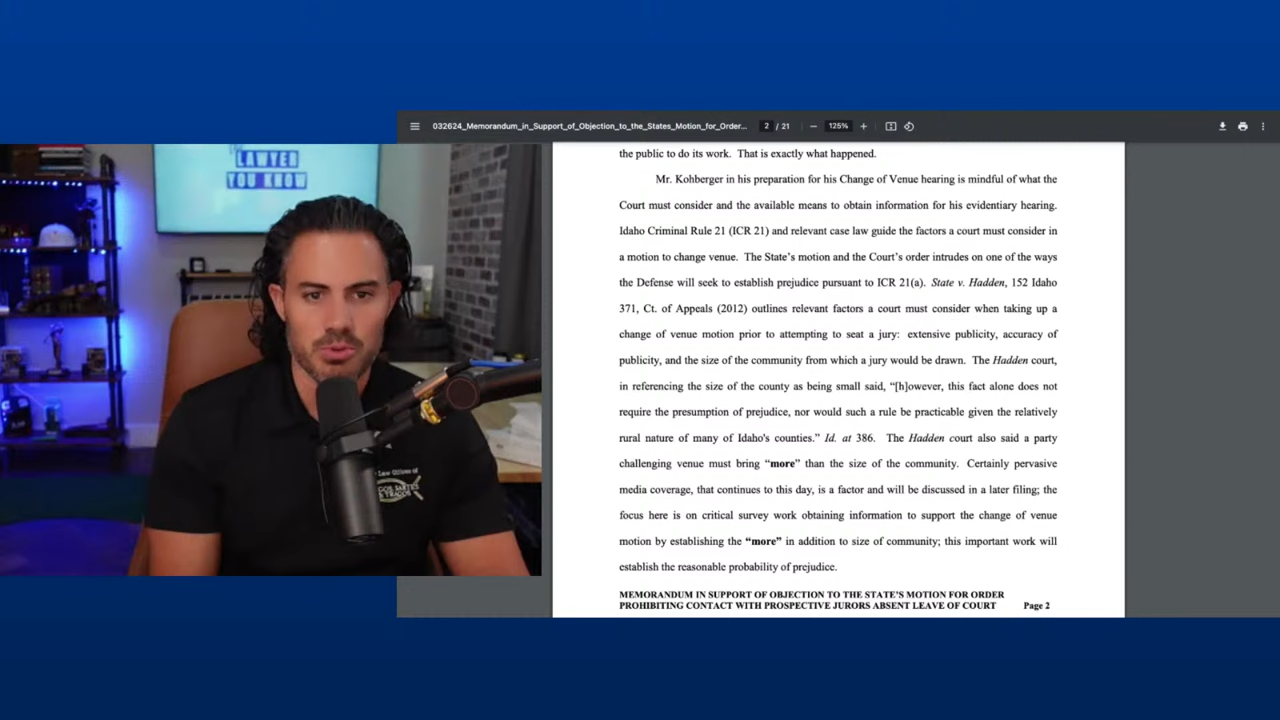 LAWYER
YOU KNOW
Law Offices of
032624_Memorandum_in_Support_of_Objection_to_the_States_Motion_for_Order...
2 / 21
125%
the public to do its work. That is exactly what happened.
Mr. Kohberger in his preparation for his Change of Venue hearing is mindful of what the
Court must consider and the available means to obtain information for his evidentiary hearing.
Idaho Criminal Rule 21 (ICR 21) and relevant case law guide the factors a court must consider in
a motion to change venue. The State's motion and the Court's order intrudes on one of the ways
the Defense will seek to establish prejudice pursuant to ICR 21(a). State v. Hadden, 152 Idaho
371, Ct. of Appeals (2012) outlines relevant factors a court must consider when taking up a
change of venue motion prior to attempting to seat a jury: extensive publicity, accuracy of
publicity, and the size of the community from which a jury would be drawn. The Hadden court,
in referencing the size of the county as being small said, “[h]owever, this fact alone does not
require the presumption of prejudice, nor would such a rule be practicable given the relatively
rural nature of many of Idaho's counties.” Id. at 386. The Hadden court also said a party
challenging venue must bring “more” than the size of the community. Certainly pervasive
media coverage, that continues to this day, is a factor and will be discussed in a later filing; the
focus here is on critical survey work obtaining information to support the change of venue
motion by establishing the “more” in addition to size of community; this important work will
establish the reasonable probability of prejudice.
MEMORANDUM IN SUPPORT OF OBJECTION TO THE STATE'S MOTION FOR ORDER
PROHIBITING CONTACT WITH PROSPECTIVE JURORS ABSENT LEAVE OF COURT Page 2